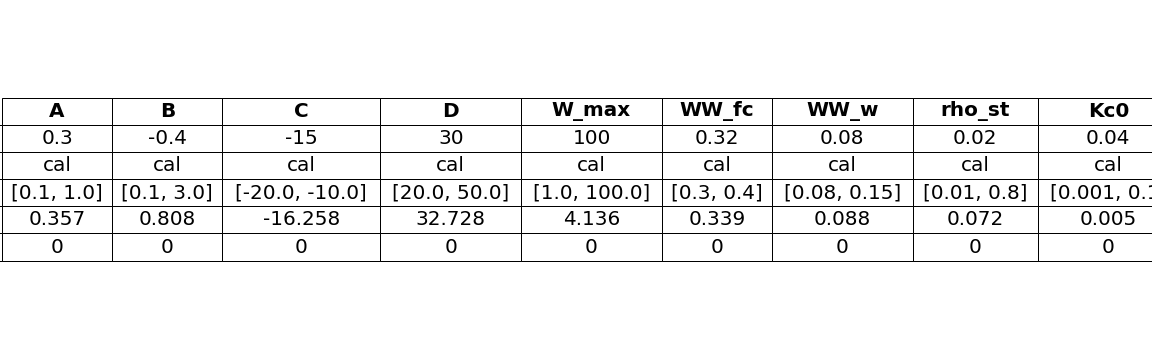 A B C D W_max WW_fc WW_w rho_st Kc0
0.3 -0.4 -15 30 100 0.32 0.08 0.02 0.04
cal cal cal cal cal cal cal cal cal
[0.1, 1.0] [0.1, 3.0] [-20.0, -10.0] [20.0, 50.0] [1.0, 100.0] [0.3, 0.4] [0.08, 0.15] [0.01, 0.8] [0.001,
0.357 0.808 -16.258 32.728 4.136 0.339 0.088 0.072 0.005
0 0 0 0 0 0 0 0 0